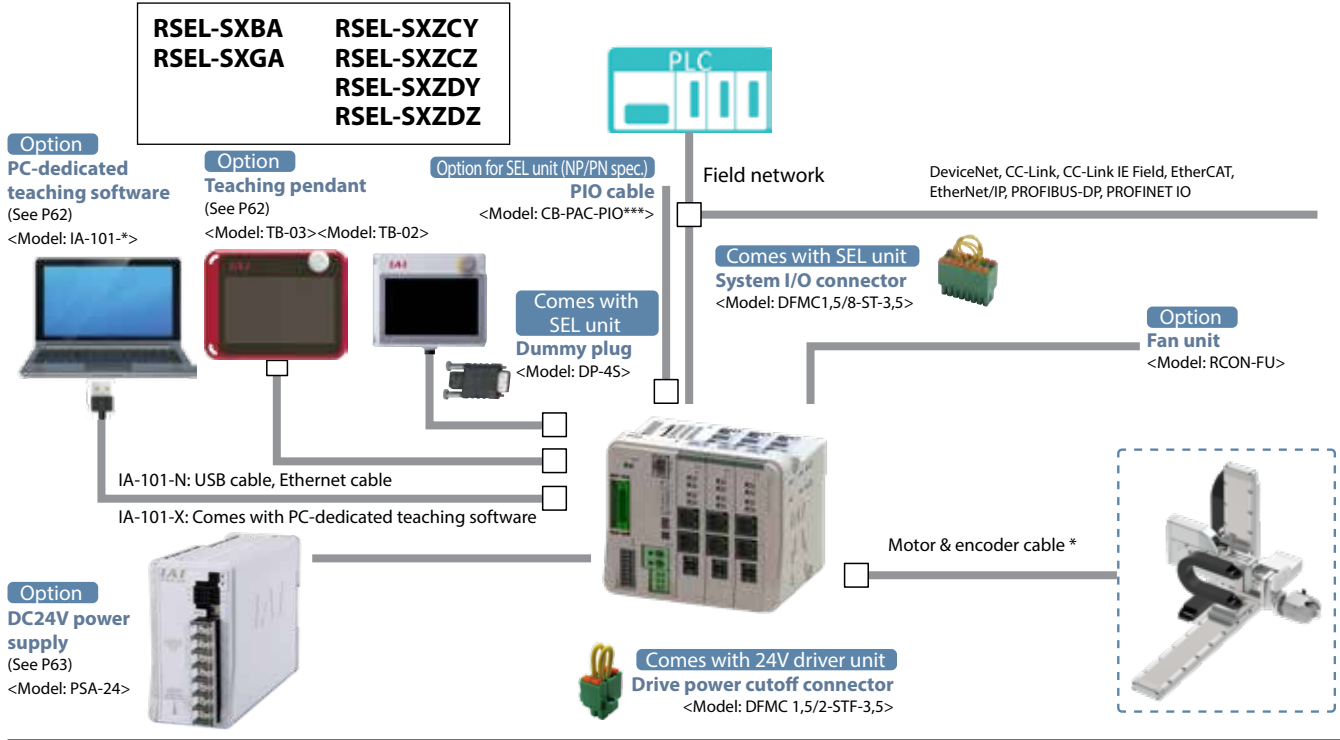 RSEL-SXBA RSEL-SXZCY
RSEL-SXGA RSEL-SXZCZ
RSEL-SXZDY
RSEL-SXZDZ
PLC
Option
PC-dedicated
teaching software
(See P62)
<Model: IA-101-*>
Option
Teaching pendant
(See P62)
<Model: TB-03><Model: TB-02>
Option for SEL unit (NP/PN spec.)
PIO cable
<Model: CB-PAC-PIO***>
Field network
DeviceNet, CC-Link, CC-Link IE Field, EtherCAT,
EtherNet/IP, PROFIBUS-DP, PROFINET IO
Comes with SEL unit
System I/O connector
<Model: DFMC1,5/8-ST-3,5>
IAI
IAI
Comes with
SEL unit
Dummy plug
<Model: DP-4S>
Option
Fan unit
<Model: RCON-FU>
IA-101-N: USB cable, Ethernet cable
IA-101-X: Comes with PC-dedicated teaching software
Motor & encoder cable *
IAI
Option
DC24V power
supply
(See P63)
<Model: PSA-24>
Comes with 24V driver unit
Drive power cutoff connector
<Model: DFMC 1,5/2-STF-3,5>